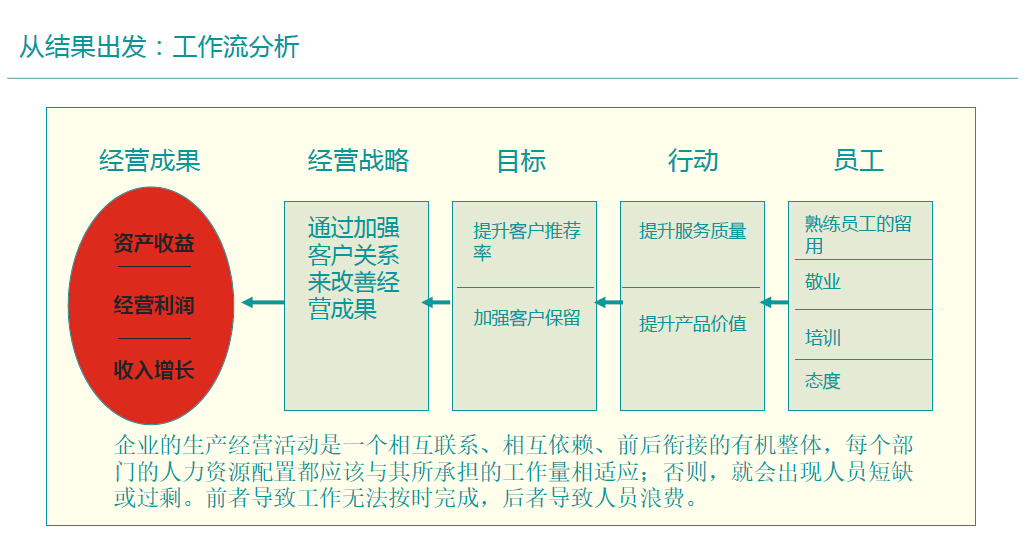 从结果出发：工作流分析
经营成果
经营战略
目标
行动
员工
资产收益
经营利润
收入增长
通过加强
客户关系
来改善经
营成果
提升客户推荐
率
加强客户保留
提升服务质量
提升产品价值
熟练员工的留
用
敬业
培训
态度
企业的生产经营活动是一个相互联系、相互依赖、前后衔接的有机整体，每个部
门的人力资源配置都应该与其所承担的工作量相适应；否则，就会出现人员短缺
或过剩。前者导致工作无法按时完成，后者导致人员浪费。